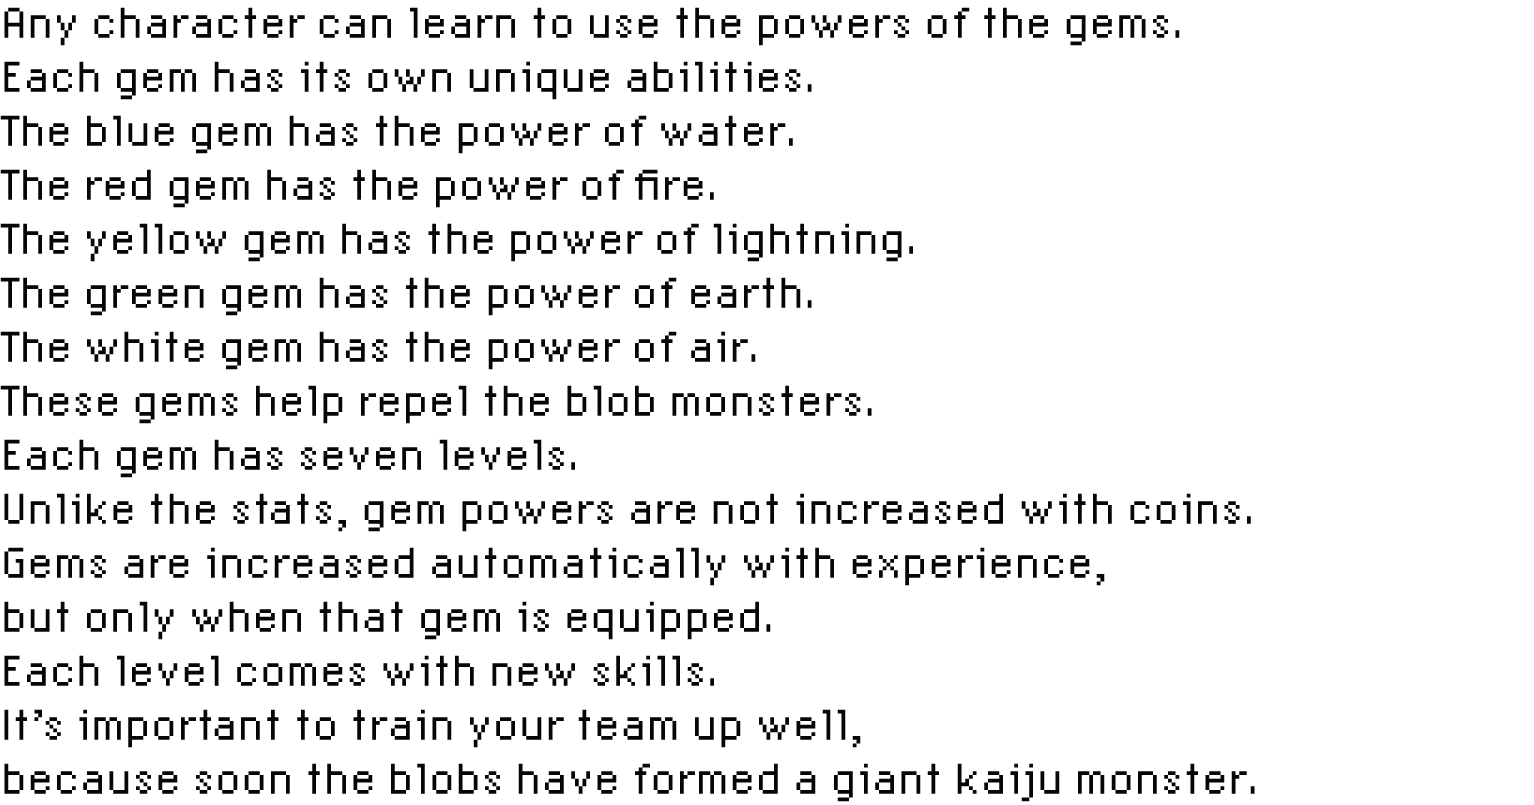 Any character can learn to use the powers of the gems.
Each gem has its own unique abilities.
The blue gem has the power of water.
The red gem has the power of fire.
The yellow gem has the power of lightning.
The green gem has the power of earth.
The white gem has the power of air.
These gems help repel the blob monsters.
Each gem has seven levels.
Unlike the stats, gem powers are not increased with coins.
Gems are increased automatically with experience,
but only when that gem is equipped.
Each level comes with new skills.
It’s important to train your team up well,
because soon the blobs have formed a giant kaiju monster.